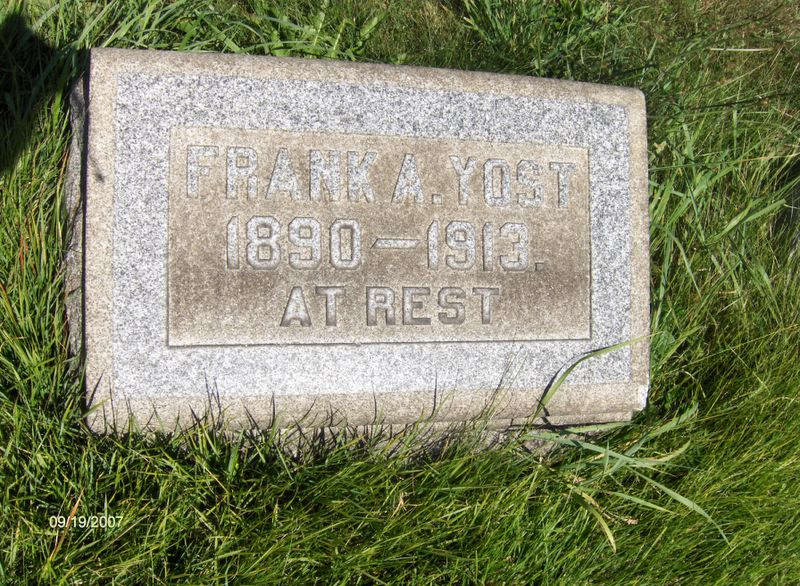 FRANK A. YOST
1890 — 1913.
AT REST
09/19/2007